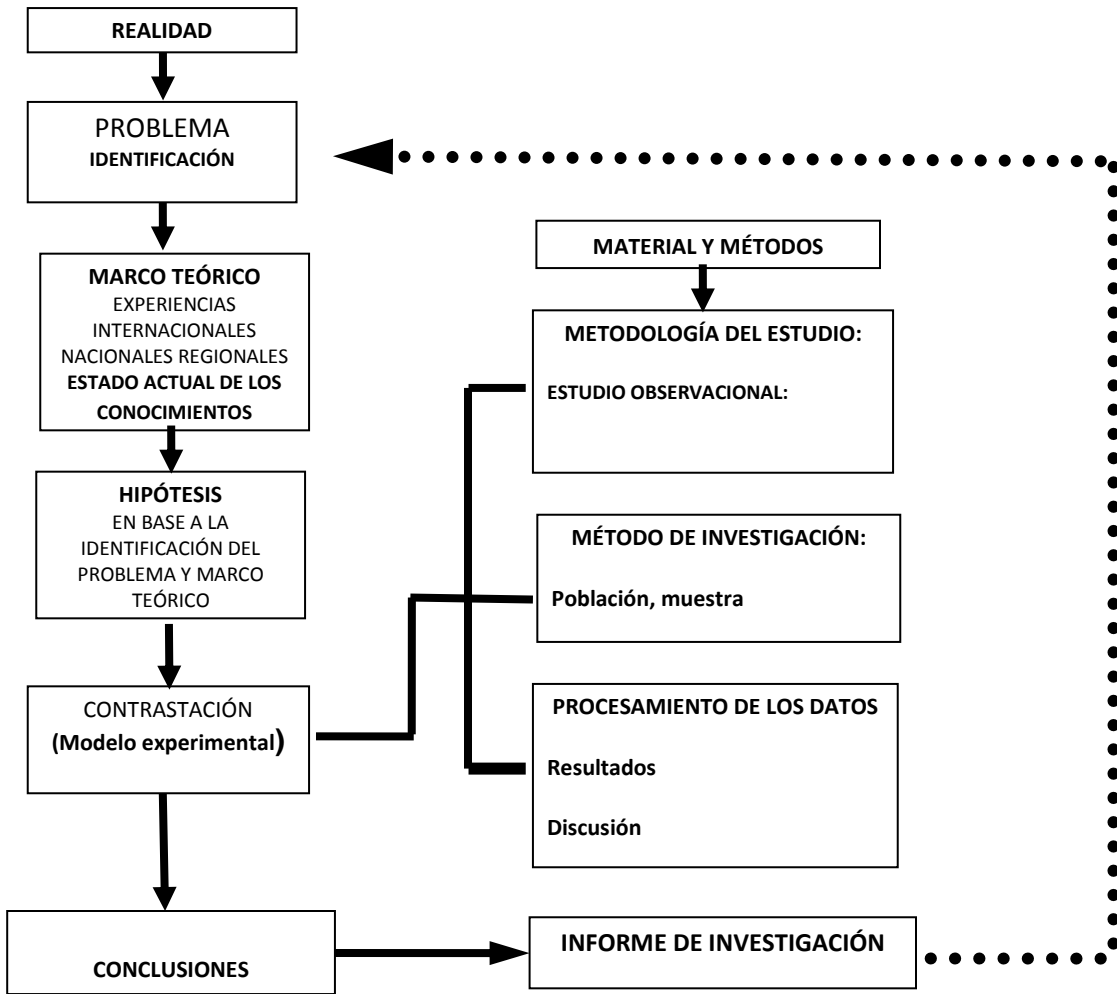 REALIDAD
PROBLEMA
IDENTIFICACIÓN
MARCO TEÓRICO
EXPERIENCIAS
INTERNACIONALES
NACIONALES REGIONALES
ESTADO ACTUAL DE LOS
CONOCIMIENTOS
HIPÓTESIS
EN BASE A LA
IDENTIFICACIÓN DEL
PROBLEMA Y MARCO
TEÓRICO
CONTRASTACIÓN
(Modelo experimental)
CONCLUSIONES
MATERIAL Y MÉTODOS
METODOLOGÍA DEL ESTUDIO:
ESTUDIO OBSERVACIONAL:
MÉTODO DE INVESTIGACIÓN:
Población, muestra
PROCESAMIENTO DE LOS DATOS
Resultados
Discusión
INFORME DE INVESTIGACIÓN